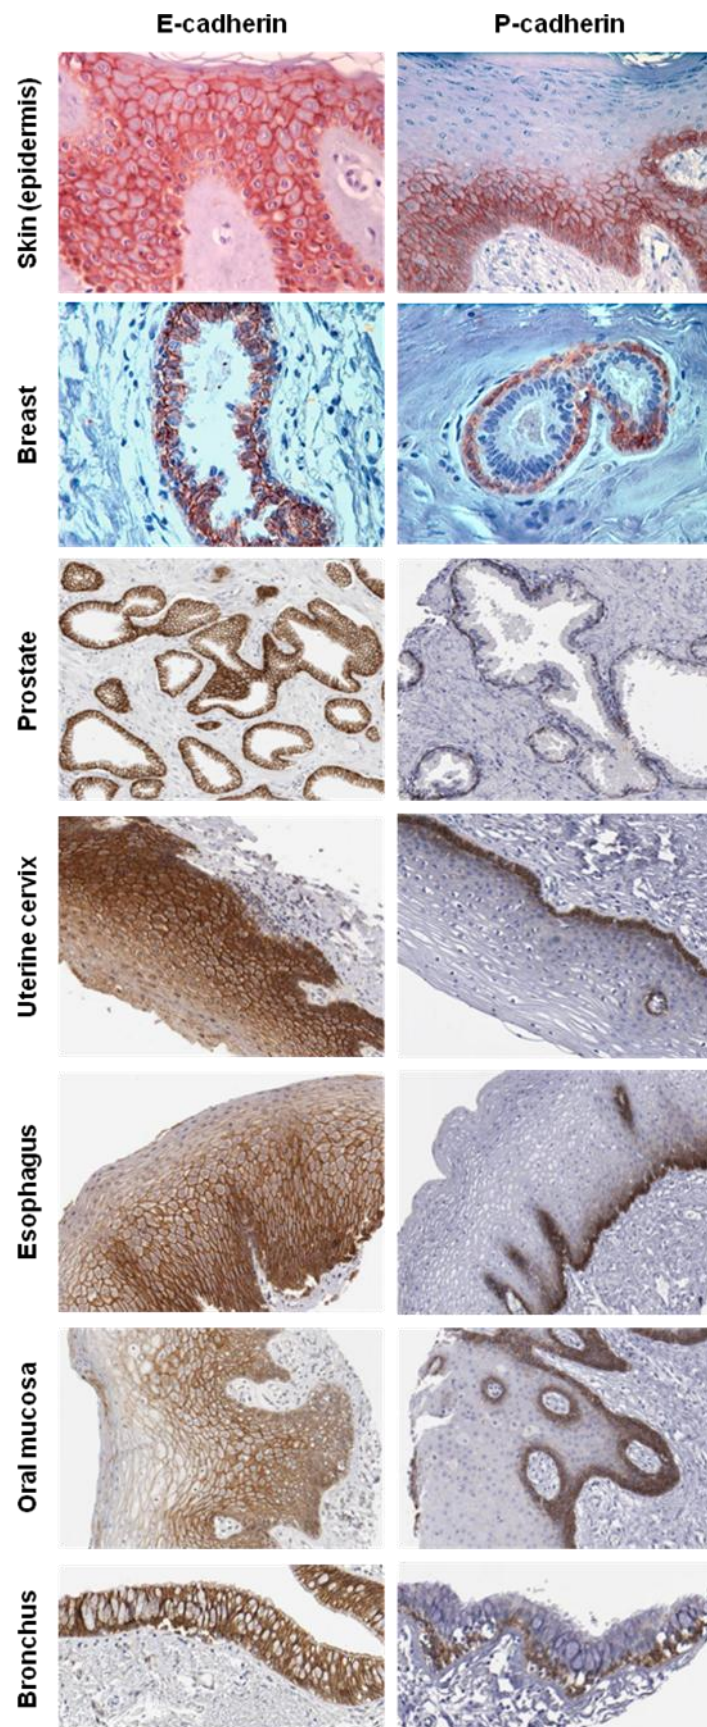 E-cadherin
P-cadherin
Skin (epidermis)
Breast
Prostate
Uterine cervix
Esophagus
Oral mucosa
Bronchus